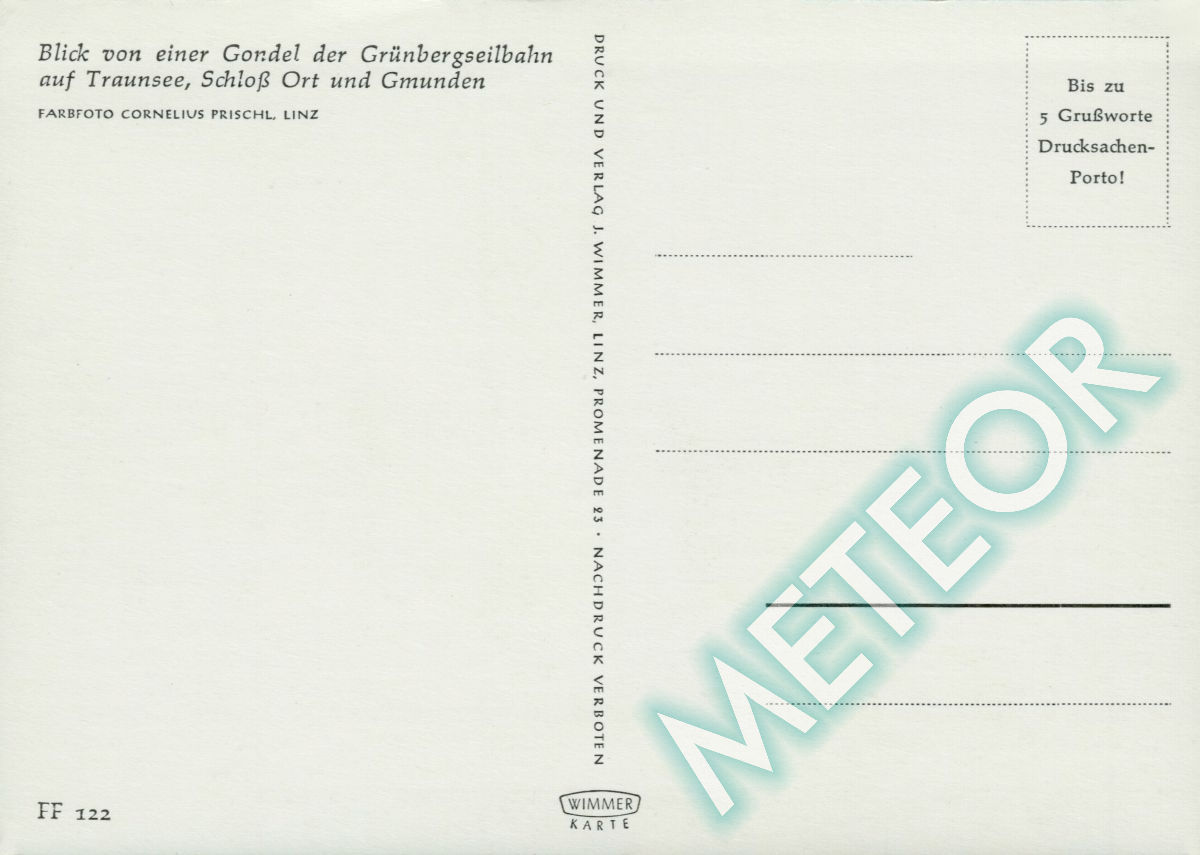 Blick von einer Gondel der Grünbergseilbahn
auf Traunsee, Schloß Ort und Gmunden
FARBFOTO CORNELIUS PRISCHL, LINZ
DRUCK UND VERLAG J. WIMMER, LINZ, PROMENADE 23 · NACHDRUCK VERBOTEN
Bis zu
5 Grußworte
Drucksachen-
Porto!
METEOR
FF 122
WIMMER
KARTE